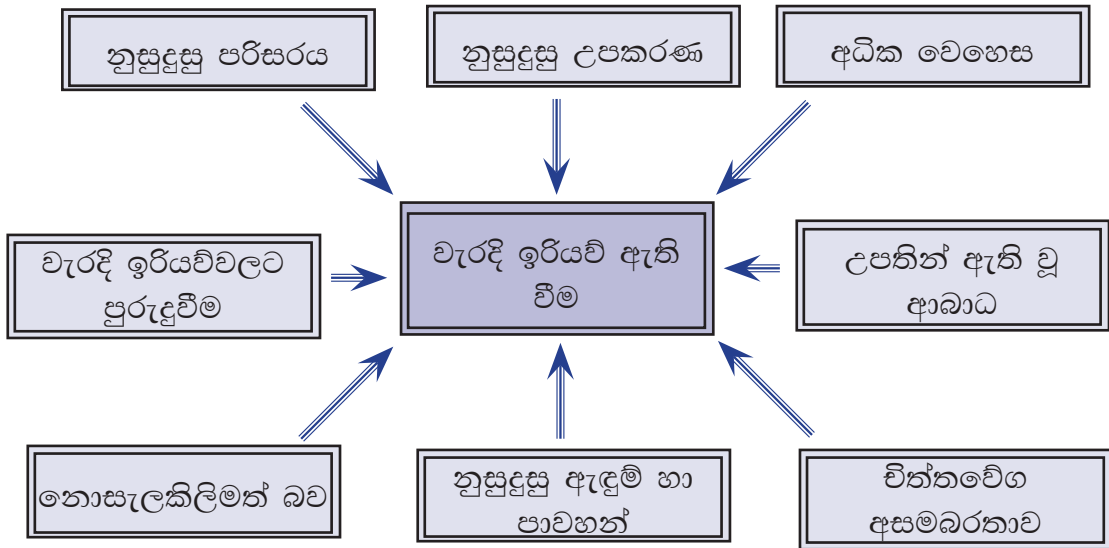 නුසුදුසු පරිසරය
නුසුදුසු උපකරණ
අධික වෙහෙස
වැරදි ඉරියව්වලට
පුරුදුවීම
වැරදි ඉරියව් ඇති
වීම
උපතින් ඇති වූ
ආබාධ
නොසැලකිලිමත් බව
නුසුදුසු ඇඳුම් හා
පාවහන්
චිත්තවේග
අසමබරතාව